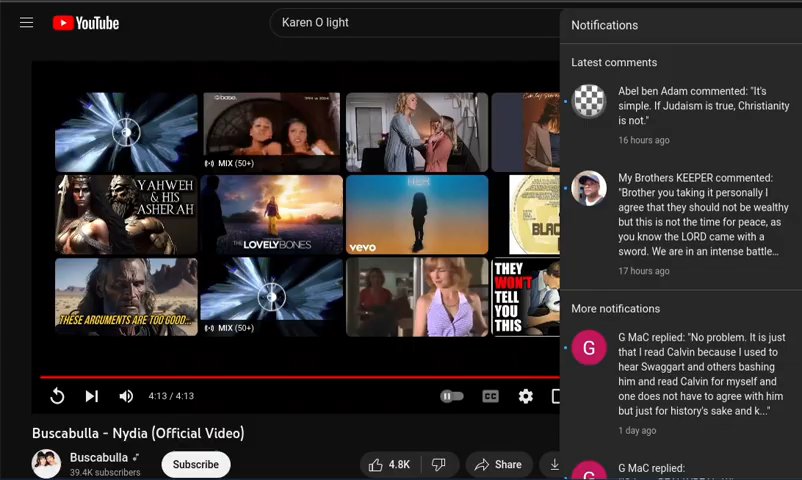 YouTube
Karen O light
Notifications
Latest comments
Abel ben Adam commented: "It's
simple. If Judaism is true, Christianity
is not."
16 hours ago
My Brothers KEEPER commented:
"Brother you taking it personally I
agree that they should not be wealthy
but this is not the time for peace, as
you know the LORD came with a
sword. We are in an intense battle...
17 hours ago
More notifications
G
G MaC replied: "No problem. It is just
that I read Calvin because I used to
hear Swaggart and others bashing
him and read Calvin for myself and
one does not have to agree with him
but just for history's sake and k..."
1 day ago
G MaC replied:
MIX (50+)
YAHWEH
& HIS
ASHERAH
THE LOVELY BONES
vevo
BLAC
THESE ARGUMENTS ARE TOO GOOD...
MIX (50+)
THEY
WON'T
TELL
YOU
THIS
4:13 / 4:13
CC
Buscabulla - Nydia (Official Video)
Buscabulla
39.4K subscribers
Subscribe
4.8K
Share